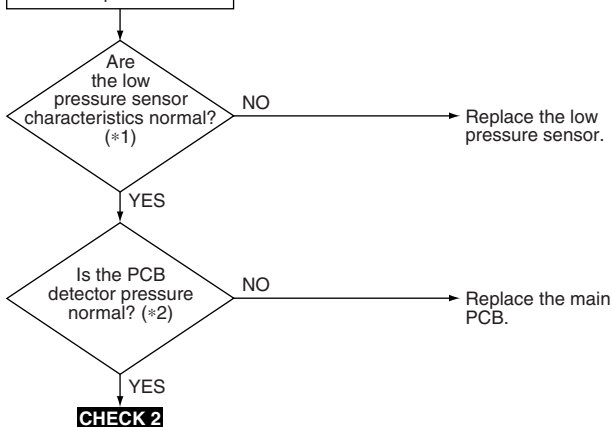 Are
the low
pressure sensor
characteristics normal?
(*1)
NO
Replace the low
pressure sensor.
YES
Is the PCB
detector pressure
normal? (*2)
NO
Replace the main
PCB.
YES
CHECK 2